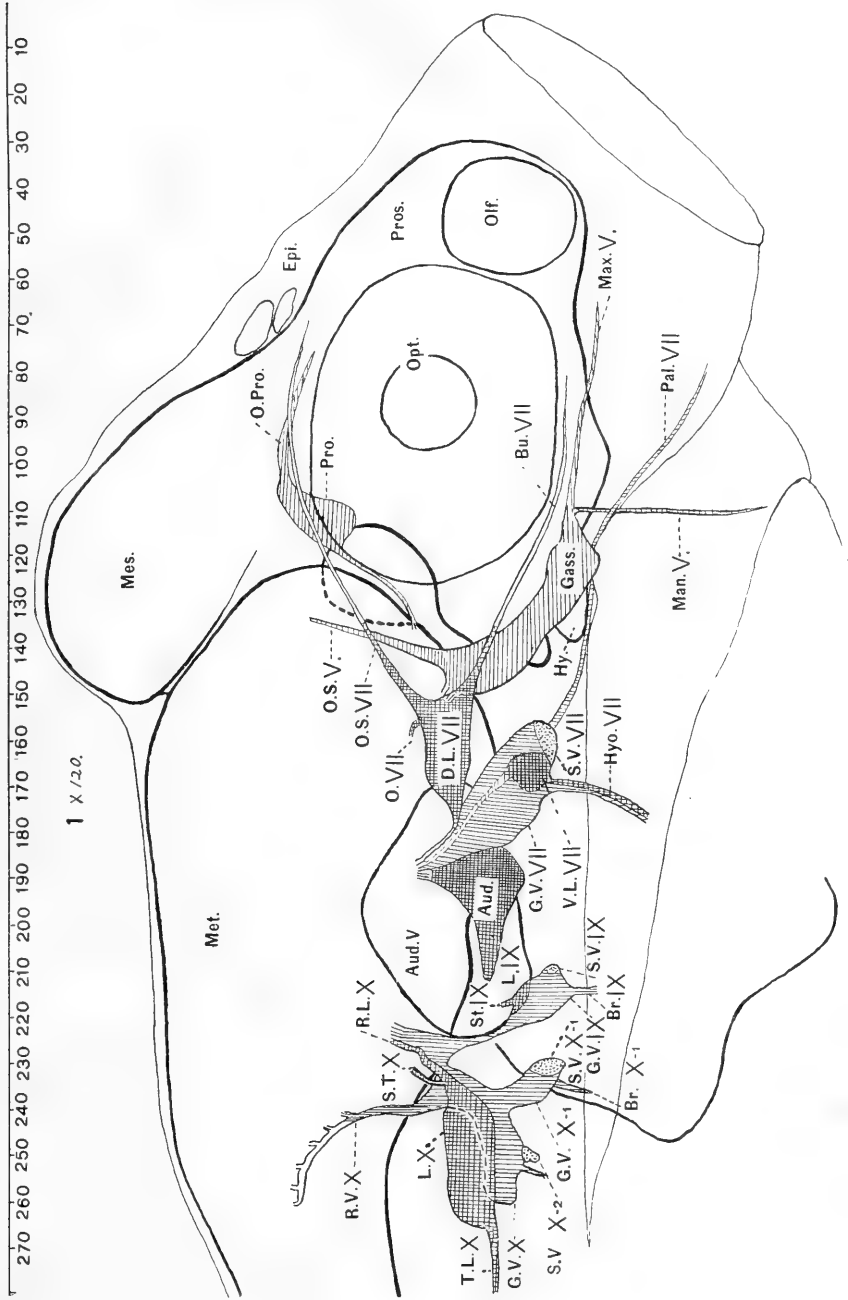 10
20
30
40
50
60
70.
80
90
100
110
120
130
140
150
160
170
180
190
200
210
220
230
240
250
260
270
1 x 120.
Epi.
Pros.
Olf.
Max. V.
Opt.
O.Pro.
Pro.
Bu. VII
Pal. VII
Mes.
Man. V.
Gass.
Hy.
O.S. V.
O.S. VII
O. VII
D.L. VII
S.V. VII
Hyo. VII
G.V. VII
V.L. VII
Met.
Aud. V
Aud.
St. IX
L. IX
S.V. IX
Br. IX
G.V. IX
R.L. X
S.T. X
S.V. X-1
Br. X-1
G.V. X-1
R.V. X
L. X
T.L. X
G.V. X
S.V X-2